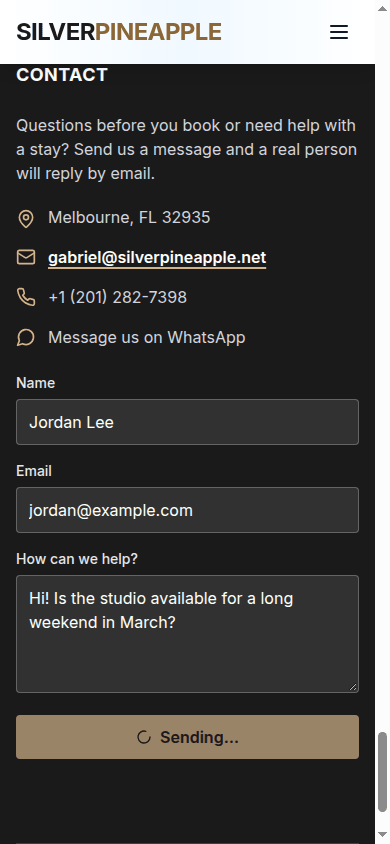 SILVERPINEAPPLE
CONTACT
Questions before you book or need help with
a stay? Send us a message and a real person
will reply by email.
Melbourne, FL 32935
gabriel@silverpineapple.net
+1 (201) 282-7398
Message us on WhatsApp
Name
Jordan Lee
Email
jordan@example.com
How can we help?
Hi! Is the studio available for a long
weekend in March?
Sending...